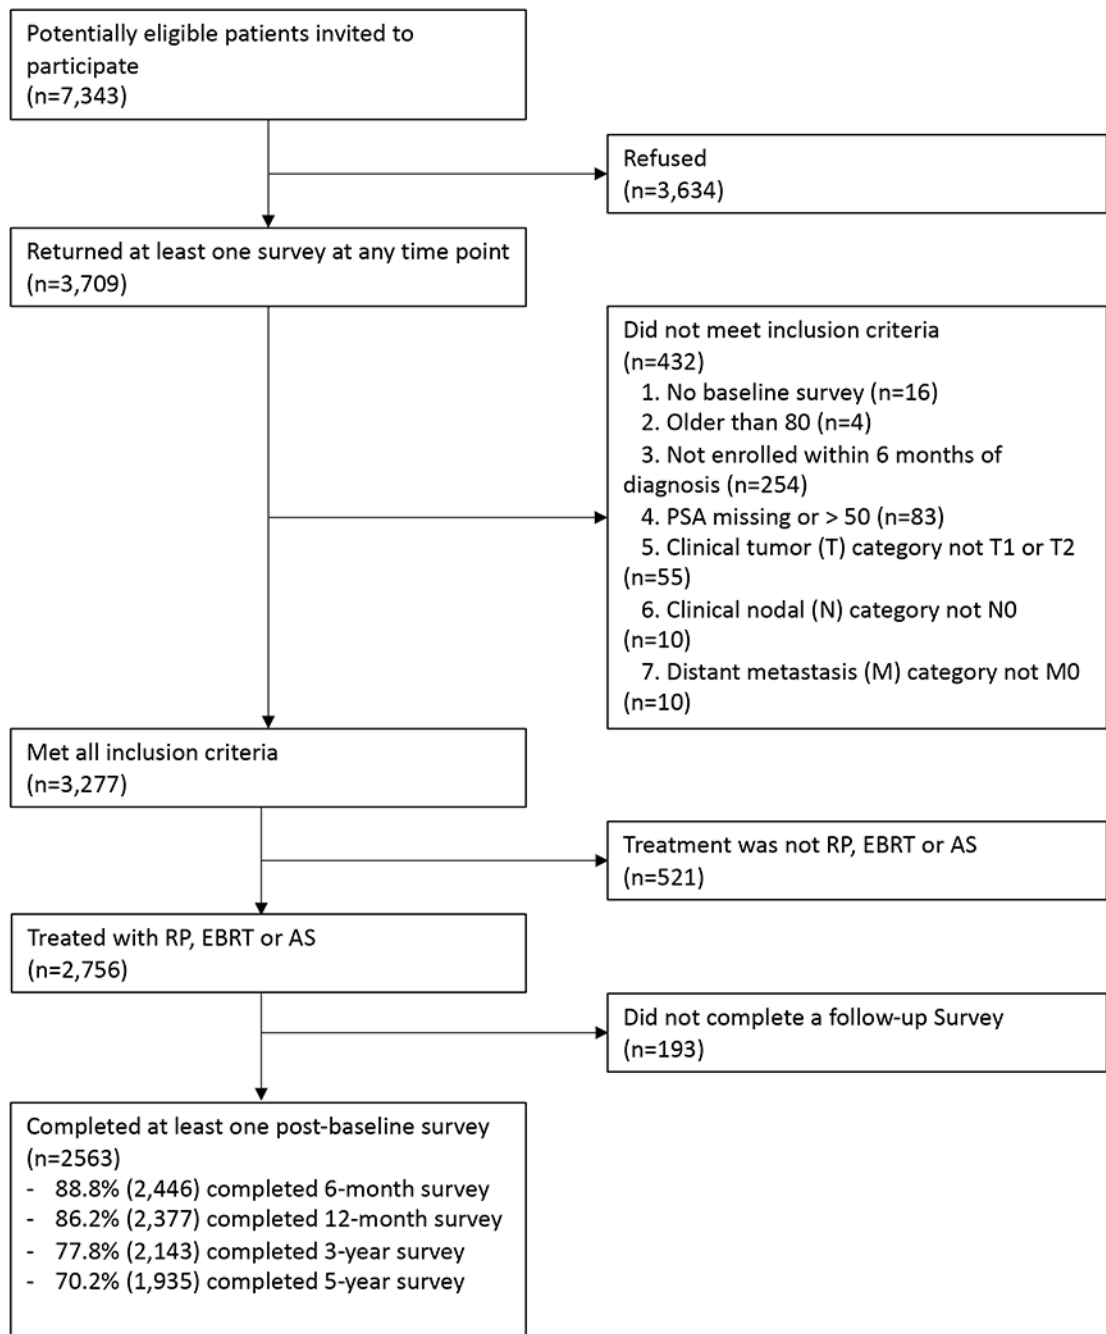 Potentially eligible patients invited to
participate
(n=7,343)
Refused
(n=3,634)
Returned at least one survey at any time point
(n=3,709)
Did not meet inclusion criteria
(n=432)
1. No baseline survey (n=16)
2. Older than 80 (n=4)
3. Not enrolled within 6 months of
diagnosis (n=254)
4. PSA missing or > 50 (n=83)
5. Clinical tumor (T) category not T1 or T2
(n=55)
6. Clinical nodal (N) category not N0
(n=10)
7. Distant metastasis (M) category not M0
(n=10)
Met all inclusion criteria
(n=3,277)
Treatment was not RP, EBRT or AS
(n=521)
Treated with RP, EBRT or AS
(n=2,756)
Did not complete a follow-up Survey
(n=193)
Completed at least one post-baseline survey
(n=2563)
- 88.8% (2,446) completed 6-month survey
- 86.2% (2,377) completed 12-month survey
- 77.8% (2,143) completed 3-year survey
- 70.2% (1,935) completed 5-year survey